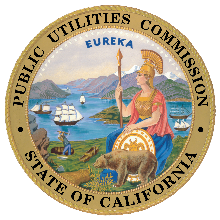 PUBLIC UTILITIES COMMISSION
EUREKA
STATE OF CALIFORNIA